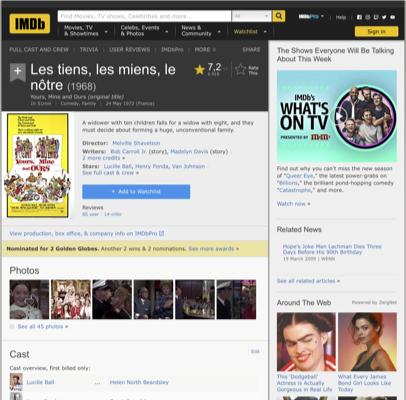 IMDb
Find Movies, TV shows, Celebrities and more...
All
IMDbPro
Help
Movies, TV
& Showtimes
Celebs, Events
& Photos
News &
Community
Watchlist
Sign in
FULL CAST AND CREW | TRIVIA | USER REVIEWS | IMDbPro | MORE
SHARE
Les tiens, les miens, le
nôtre (1968)
Yours, Mine and Ours (original title)
1h 51min | Comedy, Family | 24 May 1972 (France)
7,2
Rate
This
A widower with ten children falls for a widow with eight, and they
must decide about forming a huge, unconventional family.
Director: Melville Shavelson
Writers: Bob Carroll Jr. (story), Madelyn Davis (story)
2 more credits »
Stars: Lucille Ball, Henry Fonda, Van Johnson
See full cast & crew »
+ Add to Watchlist
Reviews
65 user · 14 critic
View production, box office, & company info on IMDbPro
Nominated for 2 Golden Globes. Another 2 wins & 2 nominations. See more awards »
Photos
See all 45 photos »
Cast
Edit
Cast overview, first billed only:
Lucille Ball ... Helen North Beardsley
The Shows Everyone Will Be Talking
About This Week
IMDb's
WHAT'S
ON TV
PRESENTED BY m&m's
Find out why you can't miss the new season
of "Queer Eye," the latest power-grabs on
"Billions," the brilliant pond-hopping comedy
"Catastrophe," and more.
Watch now »
Related News
Hope's Joke Man Lachman Dies Three
Days Before His 90th Birthday
19 March 2009 | WENN
See all related articles »
Around The Web
Powered by ZergNet
This 'Dodgeball'
Actress is Actually
Gorgeous in Real Life
What Every James
Bond Girl Looks Like
Today